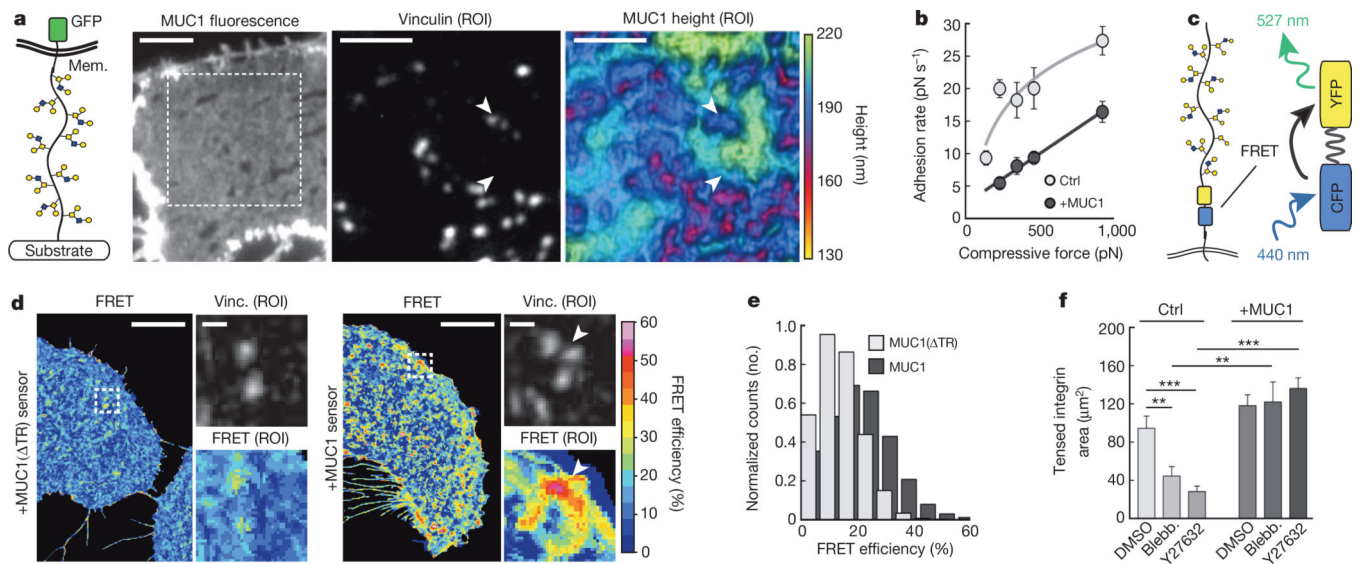 a
GFP
Mem.
Substrate
MUC1 fluorescence
Vinculin (ROI)
MUC1 height (ROI)
220
190
160
130
Height (nm)
b
Adhesion rate (pN s⁻¹)
30
25
20
15
10
5
0
Ctrl
+MUC1
0
500
1,000
Compressive force (pN)
c
527 nm
YFP
FRET
CFP
440 nm
d
+MUC1(ΔTR) sensor
FRET
Vinc. (ROI)
FRET (ROI)
+MUC1 sensor
FRET
Vinc. (ROI)
FRET (ROI)
60
50
40
30
20
10
0
FRET efficiency (%)
e
Normalized counts (no.)
1.0
0.8
0.6
0.4
0.2
0
MUC1(ΔTR)
MUC1
0
20
40
60
FRET efficiency (%)
f
Ctrl
+MUC1
Tensed integrin
area (μm²)
200
160
120
80
40
0
***
**
***
**
DMSO
Blebb.
Y27632
DMSO
Blebb.
Y27632